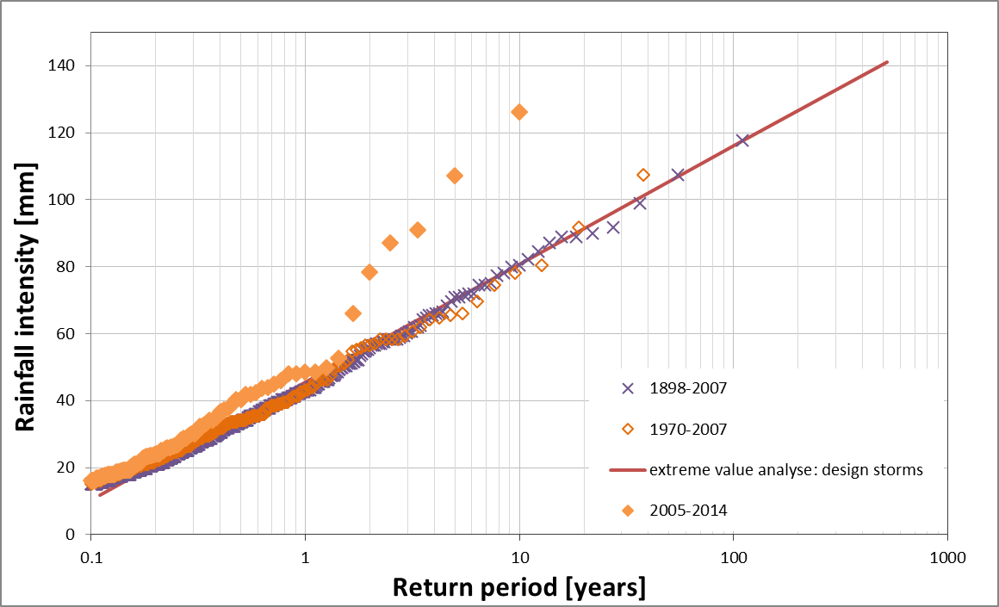 140
120
100
80
60
40
20
0
Rainfall intensity [mm]
1898-2007
1970-2007
extreme value analyse: design storms
2005-2014
0.1 1 10 100 1000
Return period [years]